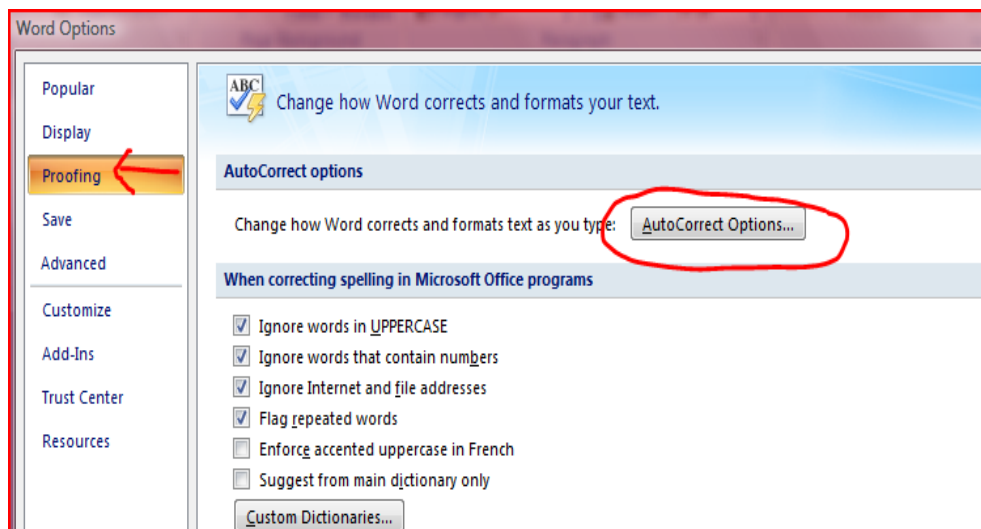 Word Options
Popular
Display
Proofing
Save
Advanced
Customize
Add-Ins
Trust Center
Resources
ABC
Change how Word corrects and formats your text.
AutoCorrect options
Change how Word corrects and formats text as you type: AutoCorrect Options...
When correcting spelling in Microsoft Office programs
Ignore words in UPPERCASE
Ignore words that contain numbers
Ignore Internet and file addresses
Flag repeated words
Enforce accented uppercase in French
Suggest from main dictionary only
Custom Dictionaries...